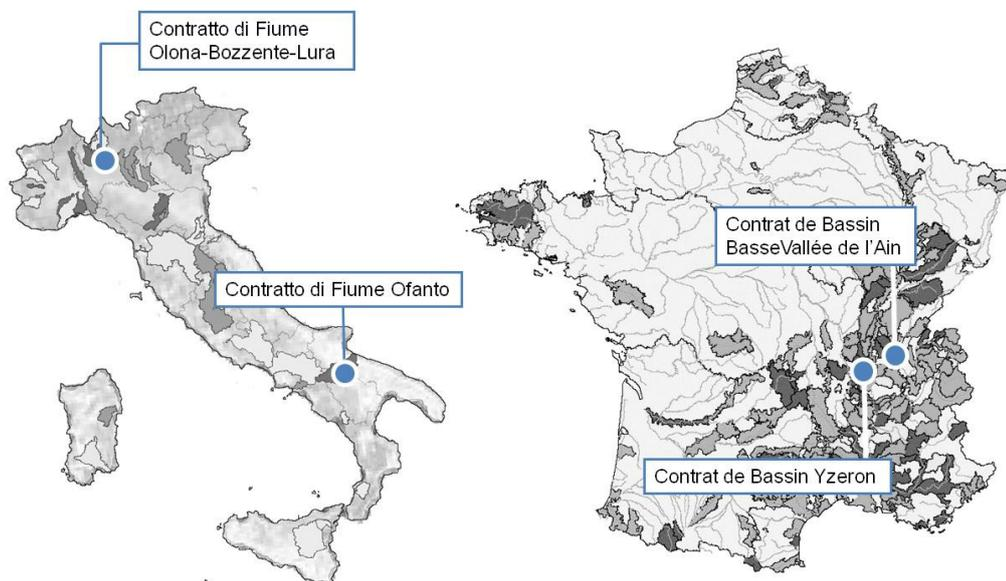 Contratto di Fiume
Olona-Bozzente-Lura
Contratto di Fiume Ofanto
Contrat de Bassin
BasseVallée de l'Ain
Contrat de Bassin Yzeron